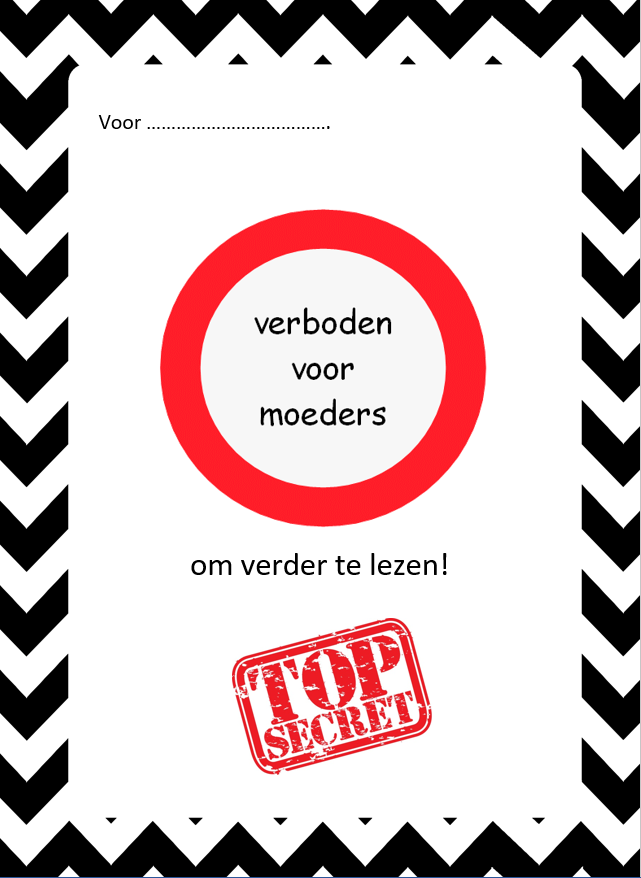 Voor ……………………………….
verboden
voor
moeders
om verder te lezen!
TOP
SECRET